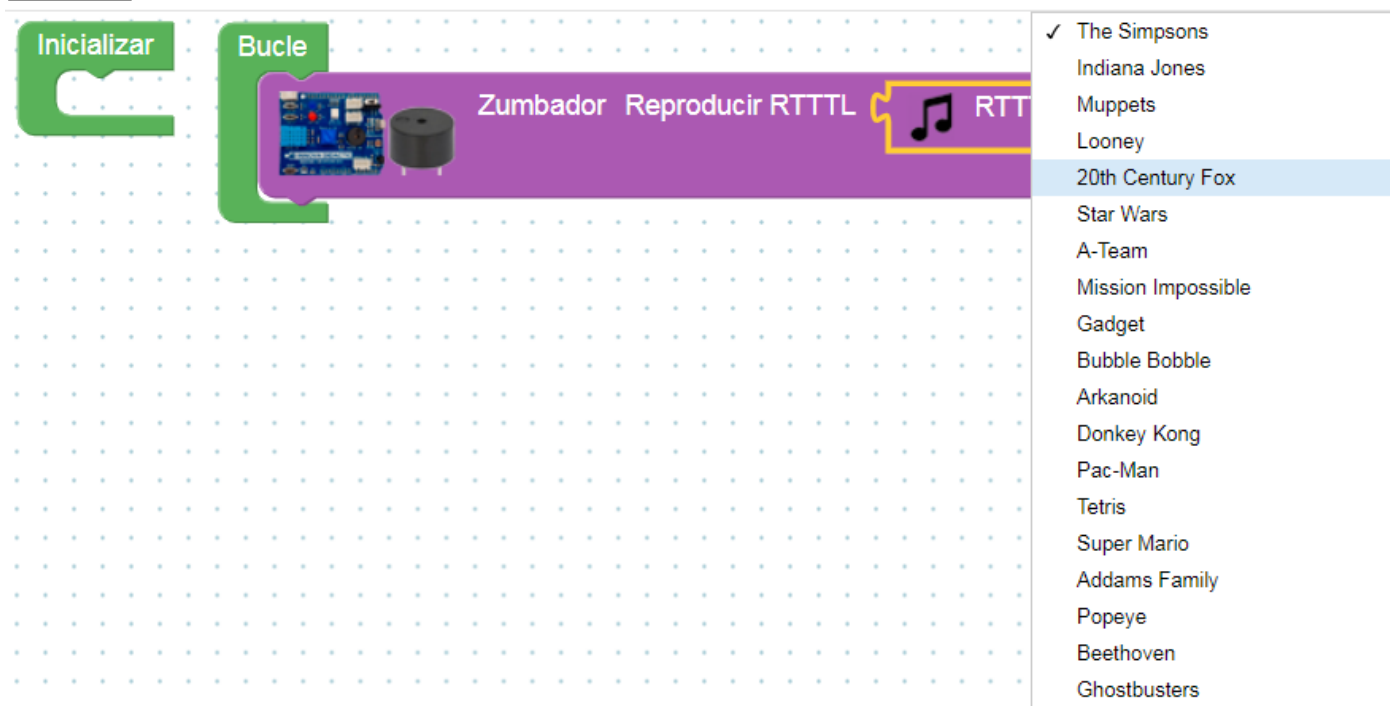 Inicializar
Bucle
Zumbador Reproducir RTTTL
✓ The Simpsons
Indiana Jones
Muppets
Looney
20th Century Fox
Star Wars
A-Team
Mission Impossible
Gadget
Bubble Bobble
Arkanoid
Donkey Kong
Pac-Man
Tetris
Super Mario
Addams Family
Popeye
Beethoven
Ghostbusters